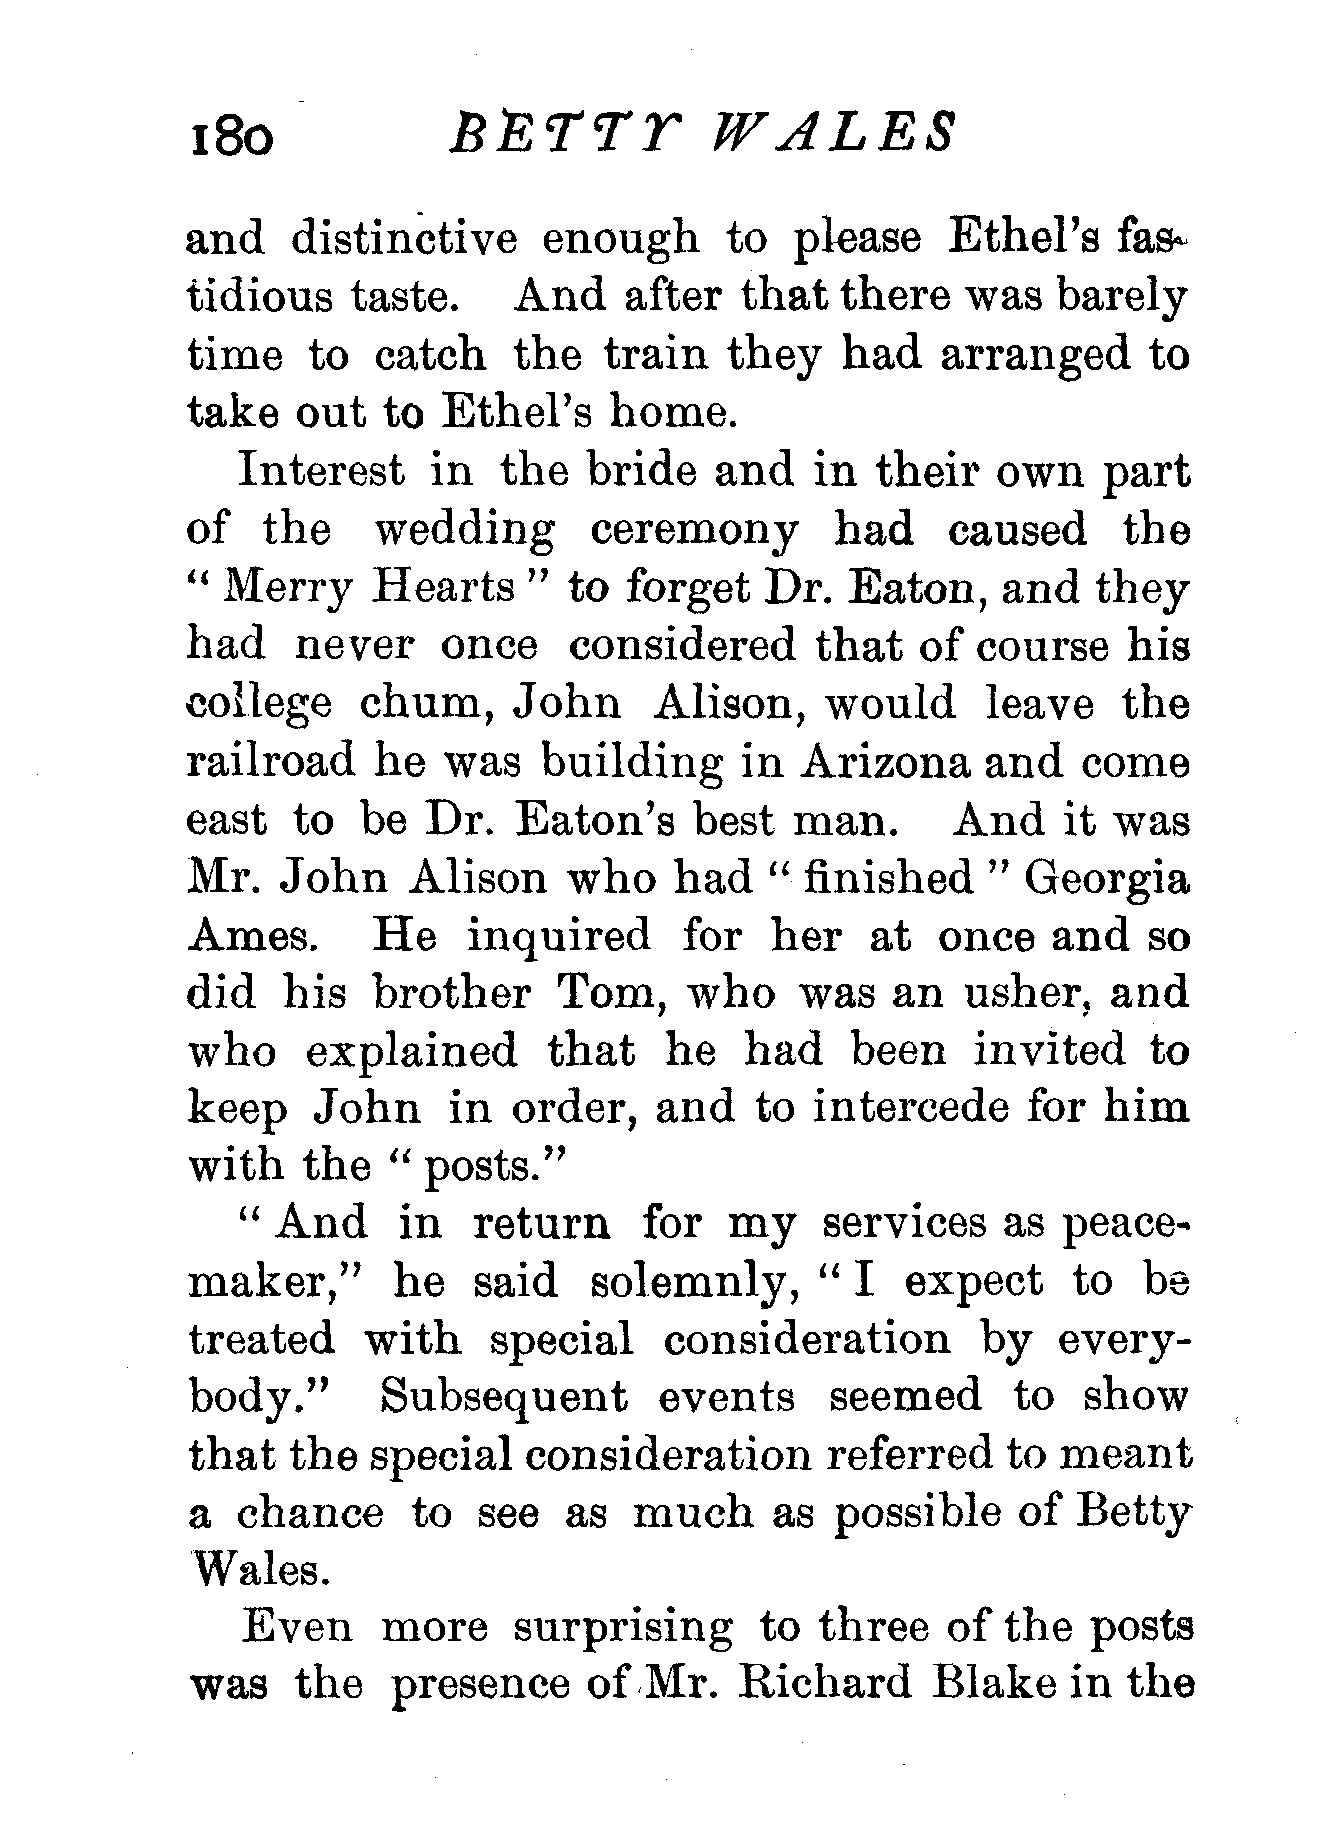 180 BETTY WALES
and distinctive enough to please Ethel's fas-
tidious taste. And after that there was barely
time to catch the train they had arranged to
take out to Ethel's home.
Interest in the bride and in their own part
of the wedding ceremony had caused the
" Merry Hearts " to forget Dr. Eaton, and they
had never once considered that of course his
college chum, John Alison, would leave the
railroad he was building in Arizona and come
east to be Dr. Eaton's best man. And it was
Mr. John Alison who had " finished " Georgia
Ames. He inquired for her at once and so
did his brother Tom, who was an usher, and
who explained that he had been invited to
keep John in order, and to intercede for him
with the " posts."
" And in return for my services as peace-
maker," he said solemnly, " I expect to be
treated with special consideration by every-
body." Subsequent events seemed to show
that the special consideration referred to meant
a chance to see as much as possible of Betty
Wales.
Even more surprising to three of the posts
was the presence of Mr. Richard Blake in the